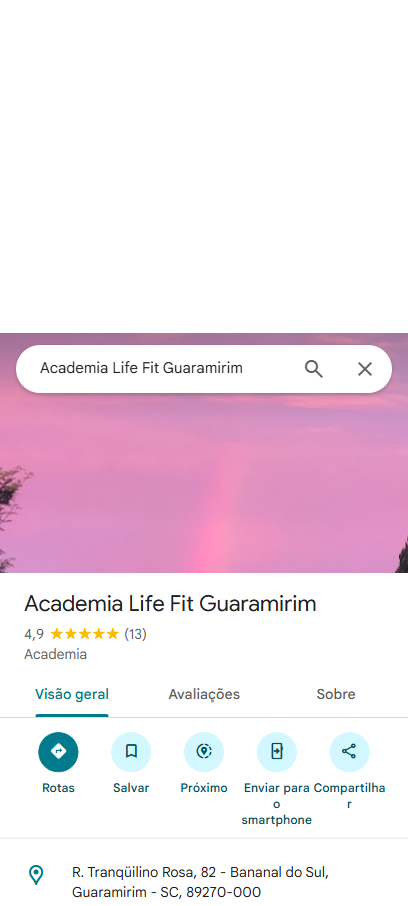 Academia Life Fit Guaramirim
Academia Life Fit Guaramirim
4,9 (13)
Academia
Visão geral Avaliações Sobre
Rotas Salvar Próximo Enviar para o smartphone Compartilhar
R. Tranqüilino Rosa, 82 - Bananal do Sul,
Guaramirim - SC, 89270-000